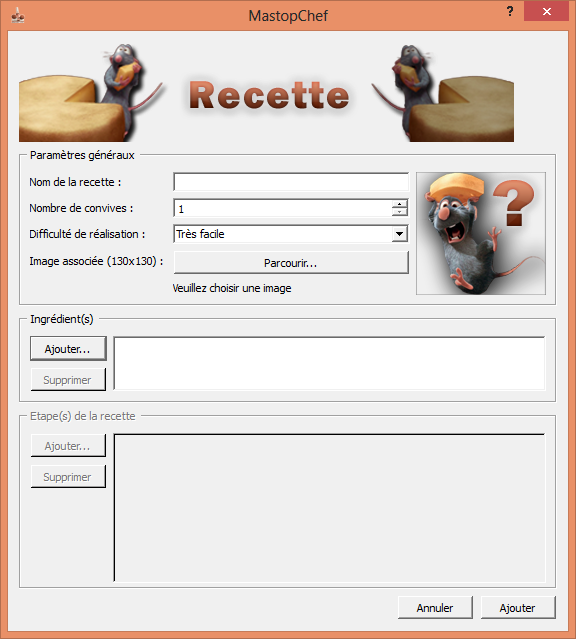 MastopChef
?
Recette
Paramètres généraux
Nom de la recette :
Nombre de convives :
1
Difficulté de réalisation :
Très facile
Image associée (130x130) :
Parcourir...
Veuillez choisir une image
?
Ingrédient(s)
Ajouter...
Supprimer
Etape(s) de la recette
Ajouter...
Supprimer
Annuler
Ajouter